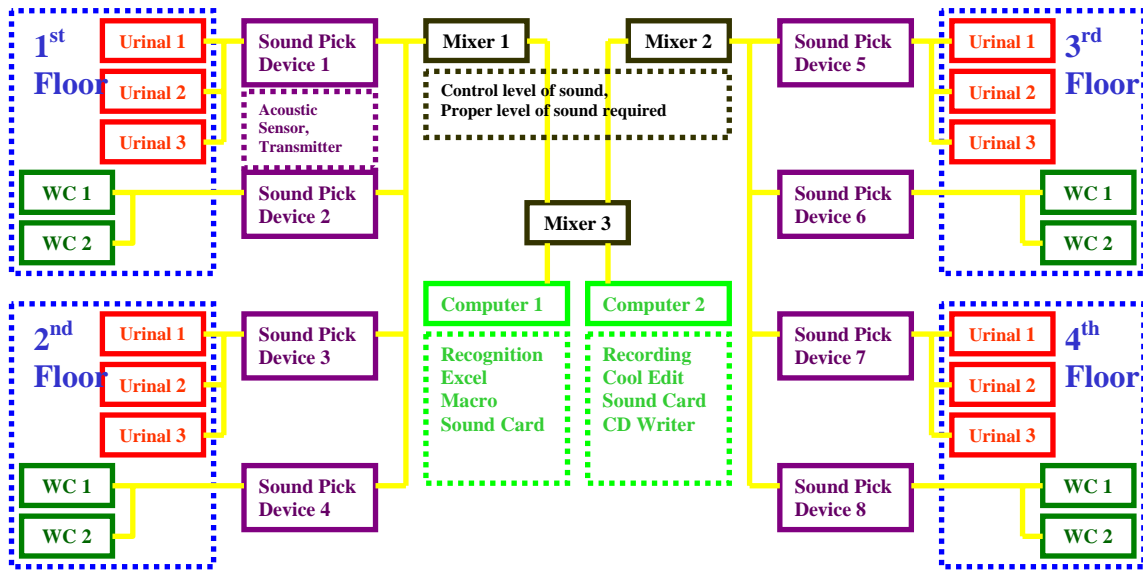 1st
Floor
Urinal 1
Urinal 2
Urinal 3
WC 1
WC 2
Sound Pick
Device 1
Acoustic
Sensor,
Transmitter
Sound Pick
Device 2
2nd
Floor
Urinal 1
Urinal 2
Urinal 3
WC 1
WC 2
Sound Pick
Device 3
Sound Pick
Device 4
Mixer 1
Mixer 2
Control level of sound,
Proper level of sound required
Mixer 3
Computer 1
Recognition
Excel
Macro
Sound Card
Computer 2
Recording
Cool Edit
Sound Card
CD Writer
Sound Pick
Device 5
Sound Pick
Device 6
3rd
Floor
Urinal 1
Urinal 2
Urinal 3
WC 1
WC 2
Sound Pick
Device 7
Sound Pick
Device 8
4th
Floor
Urinal 1
Urinal 2
Urinal 3
WC 1
WC 2